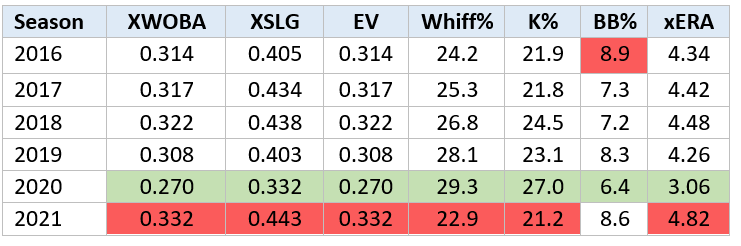 Season XWOBA XSLG EV Whiff% K% BB% xERA
2016 0.314 0.405 0.314 24.2 21.9 8.9 4.34
2017 0.317 0.434 0.317 25.3 21.8 7.3 4.42
2018 0.322 0.438 0.322 26.8 24.5 7.2 4.48
2019 0.308 0.403 0.308 28.1 23.1 8.3 4.26
2020 0.270 0.332 0.270 29.3 27.0 6.4 3.06
2021 0.332 0.443 0.332 22.9 21.2 8.6 4.82